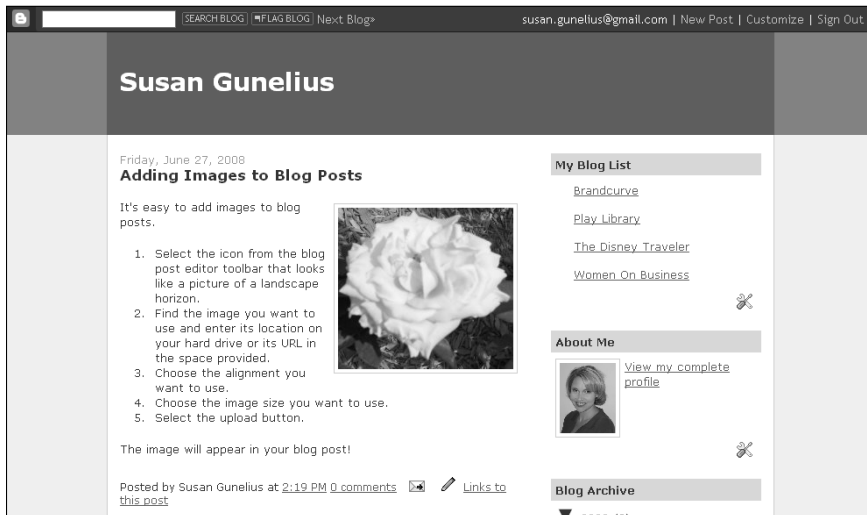 SEARCH BLOG FLAG BLOG Next Blog»
susan.gunelius@gmail.com | New Post | Customize | Sign Out
Susan Gunelius
Friday, June 27, 2008
Adding Images to Blog Posts
It's easy to add images to blog
posts.
1. Select the icon from the blog
post editor toolbar that looks
like a picture of a landscape
horizon.
2. Find the image you want to
use and enter its location on
your hard drive or its URL in
the space provided.
3. Choose the alignment you
want to use.
4. Choose the image size you want to use.
5. Select the upload button.
The image will appear in your blog post!
Posted by Susan Gunelius at 2:19 PM 0 comments Links to
this post
My Blog List
Brandcurve
Play Library
The Disney Traveler
Women On Business
About Me
View my complete
profile
Blog Archive